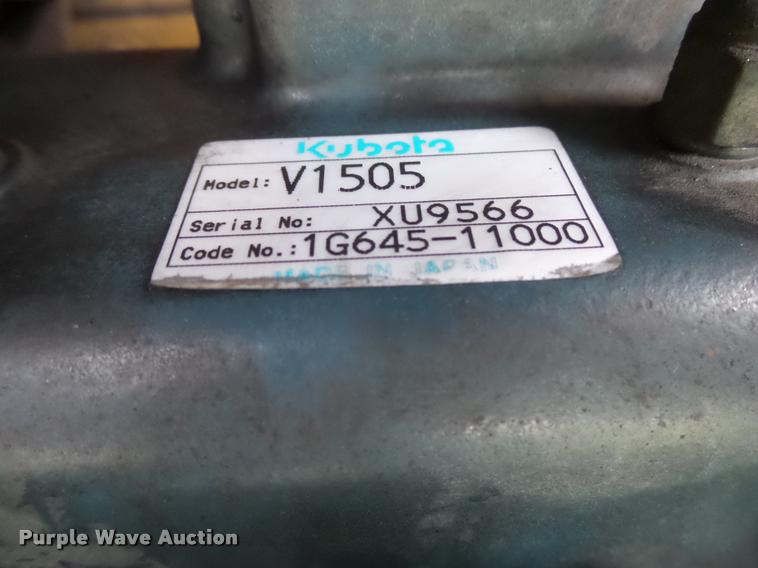 Kubota
Model: V1505
Serial No: XU9566
Code No.: 1G645-11000
MADE IN JAPAN
Purple Wave Auction